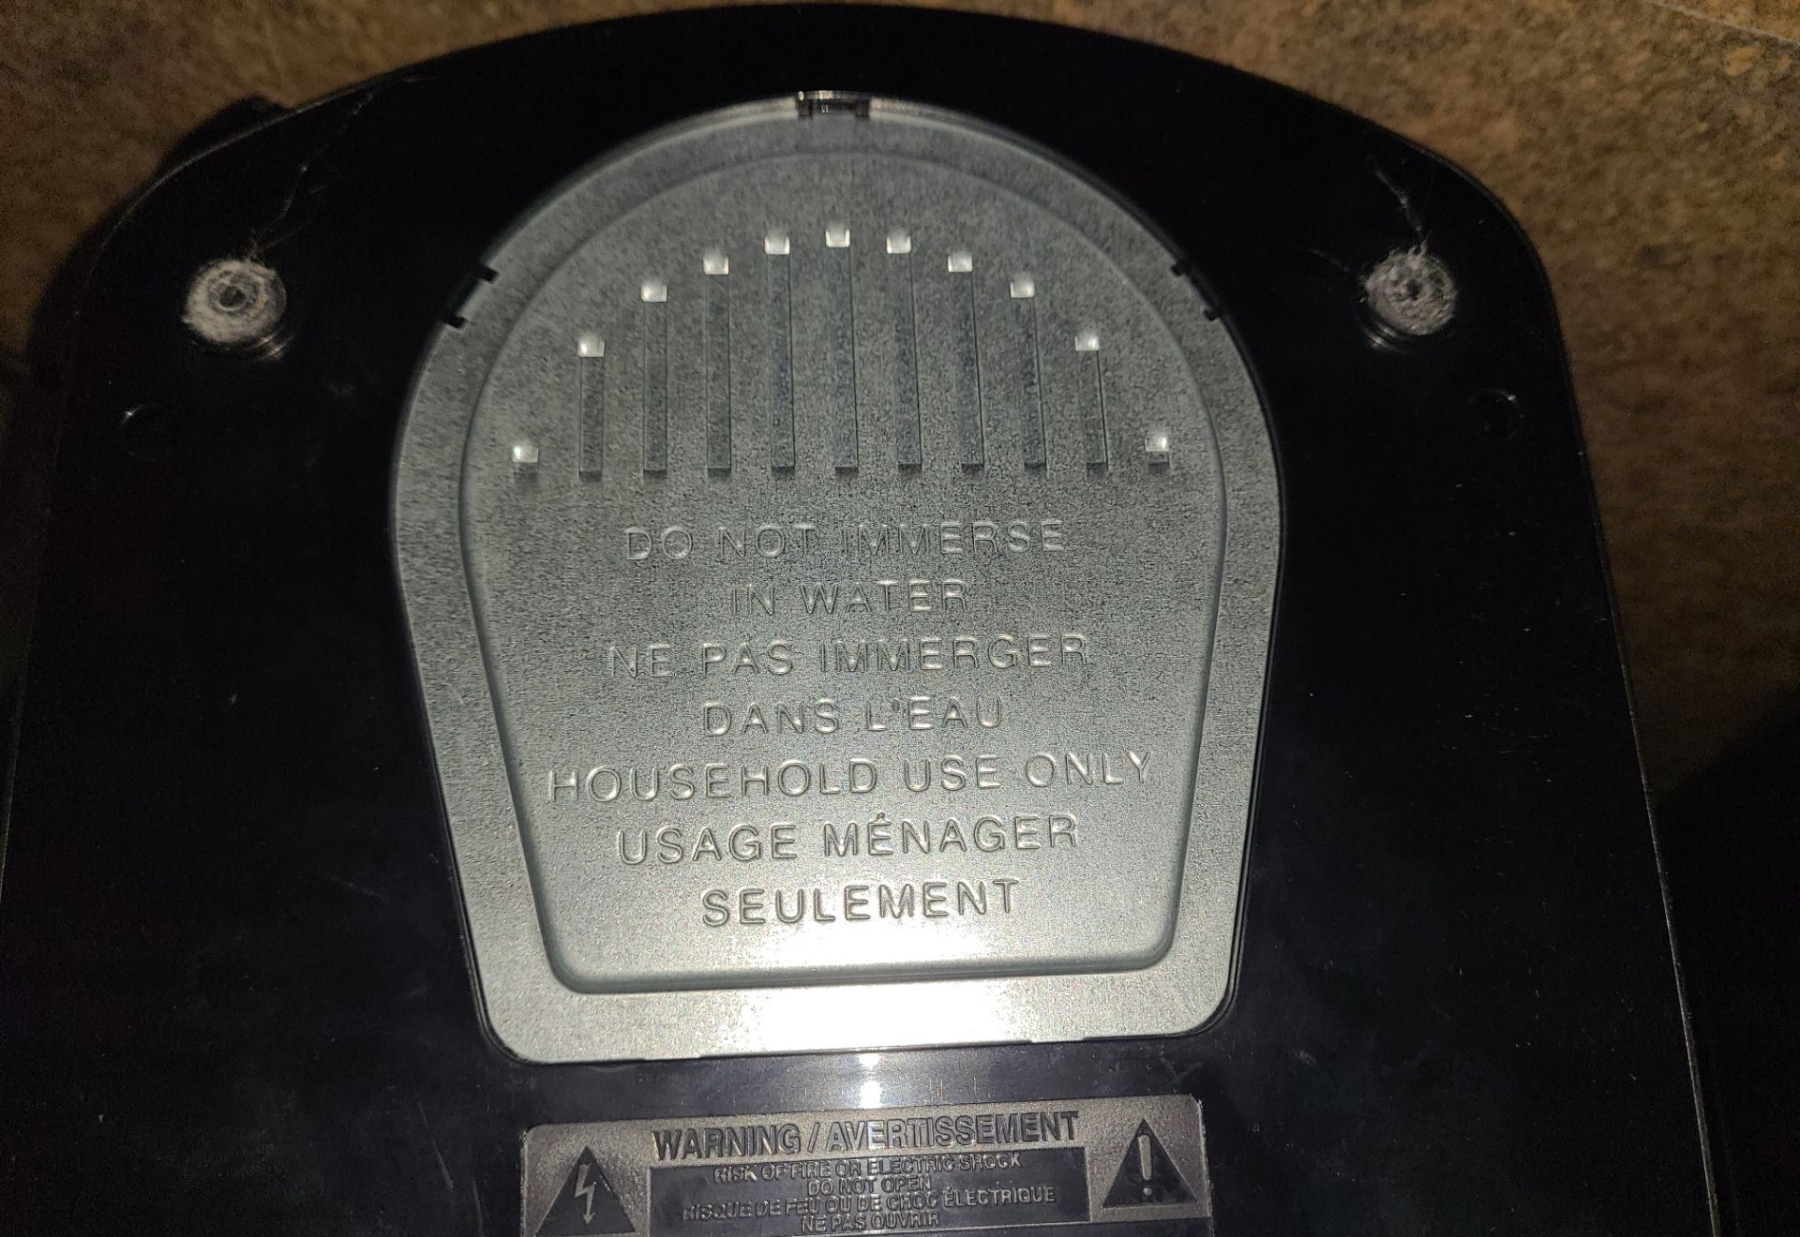 DO NOT IMMERSE
IN WATER
NE PAS IMMERGER
DANS L'EAU
HOUSEHOLD USE ONLY
USAGE MÉNAGER
SEULEMENT
WARNING / AVERTISSEMENT
RISK OF FIRE OR ELECTRIC SHOCK
DO NOT OPEN
RISQUE DE FEU OU DE CHOC ÉLECTRIQUE
NE PAS OUVRIR